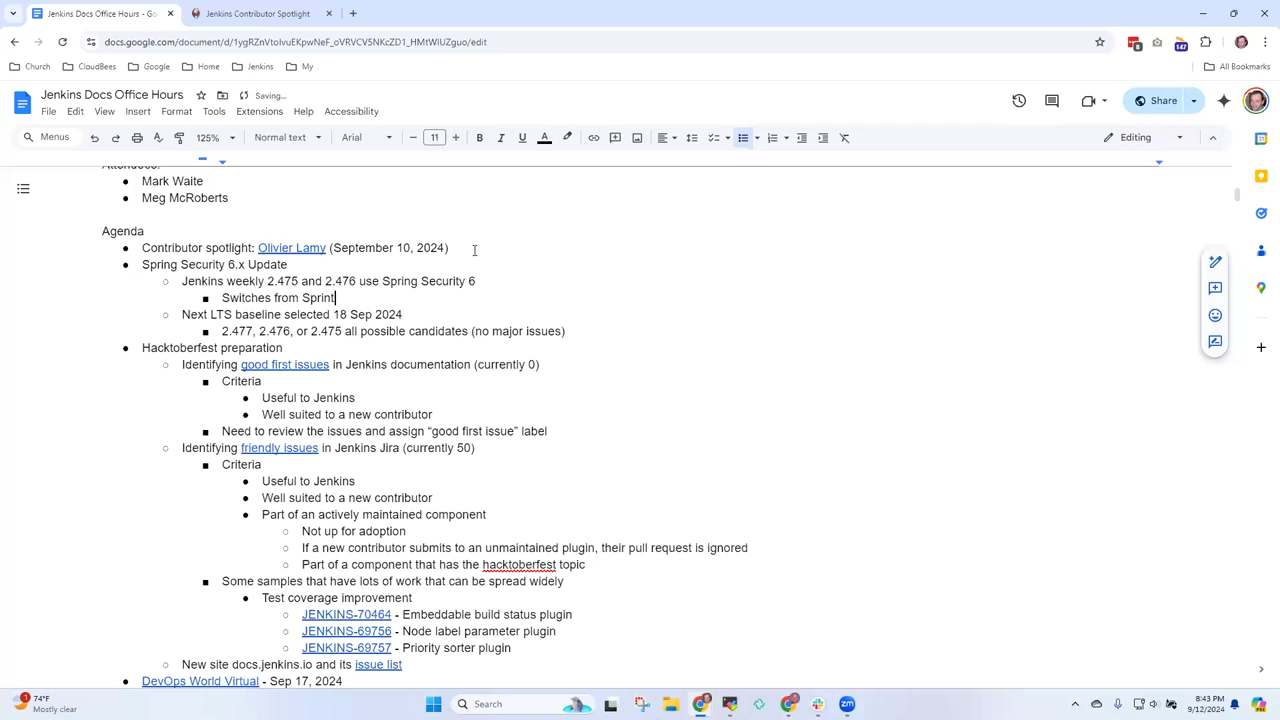 Jenkins Docs Office Hours - Go
Jenkins Contributor Spotlight
docs.google.com/document/d/1ygRZnVtoIvuEKpwNeF_oVRVCV5NKcZD1_HMtWIUZguo/edit
8
147
Church
CloudBees
Google
Home
Jenkins
My
All Bookmarks
Jenkins Docs Office Hours
Saving...
File Edit View Insert Format Tools Extensions Help Accessibility
Share
Menus
125%
Normal text
Arial
11
B I U A
Editing
Attendees:
● Mark Waite
● Meg McRoberts
Agenda
● Contributor spotlight: Olivier Lamy (September 10, 2024)
● Spring Security 6.x Update
○ Jenkins weekly 2.475 and 2.476 use Spring Security 6
■ Switches from Sprint
○ Next LTS baseline selected 18 Sep 2024
■ 2.477, 2.476, or 2.475 all possible candidates (no major issues)
● Hacktoberfest preparation
○ Identifying good first issues in Jenkins documentation (currently 0)
■ Criteria
● Useful to Jenkins
● Well suited to a new contributor
■ Need to review the issues and assign “good first issue” label
○ Identifying friendly issues in Jenkins Jira (currently 50)
■ Criteria
● Useful to Jenkins
● Well suited to a new contributor
● Part of an actively maintained component
○ Not up for adoption
○ If a new contributor submits to an unmaintained plugin, their pull request is ignored
○ Part of a component that has the hacktoberfest topic
■ Some samples that have lots of work that can be spread widely
● Test coverage improvement
○ JENKINS-70464 - Embeddable build status plugin
○ JENKINS-69756 - Node label parameter plugin
○ JENKINS-69757 - Priority sorter plugin
○ New site docs.jenkins.io and its issue list
● DevOps World Virtual - Sep 17, 2024
1
74°F
Mostly clear
Search
8:43 PM
9/12/2024